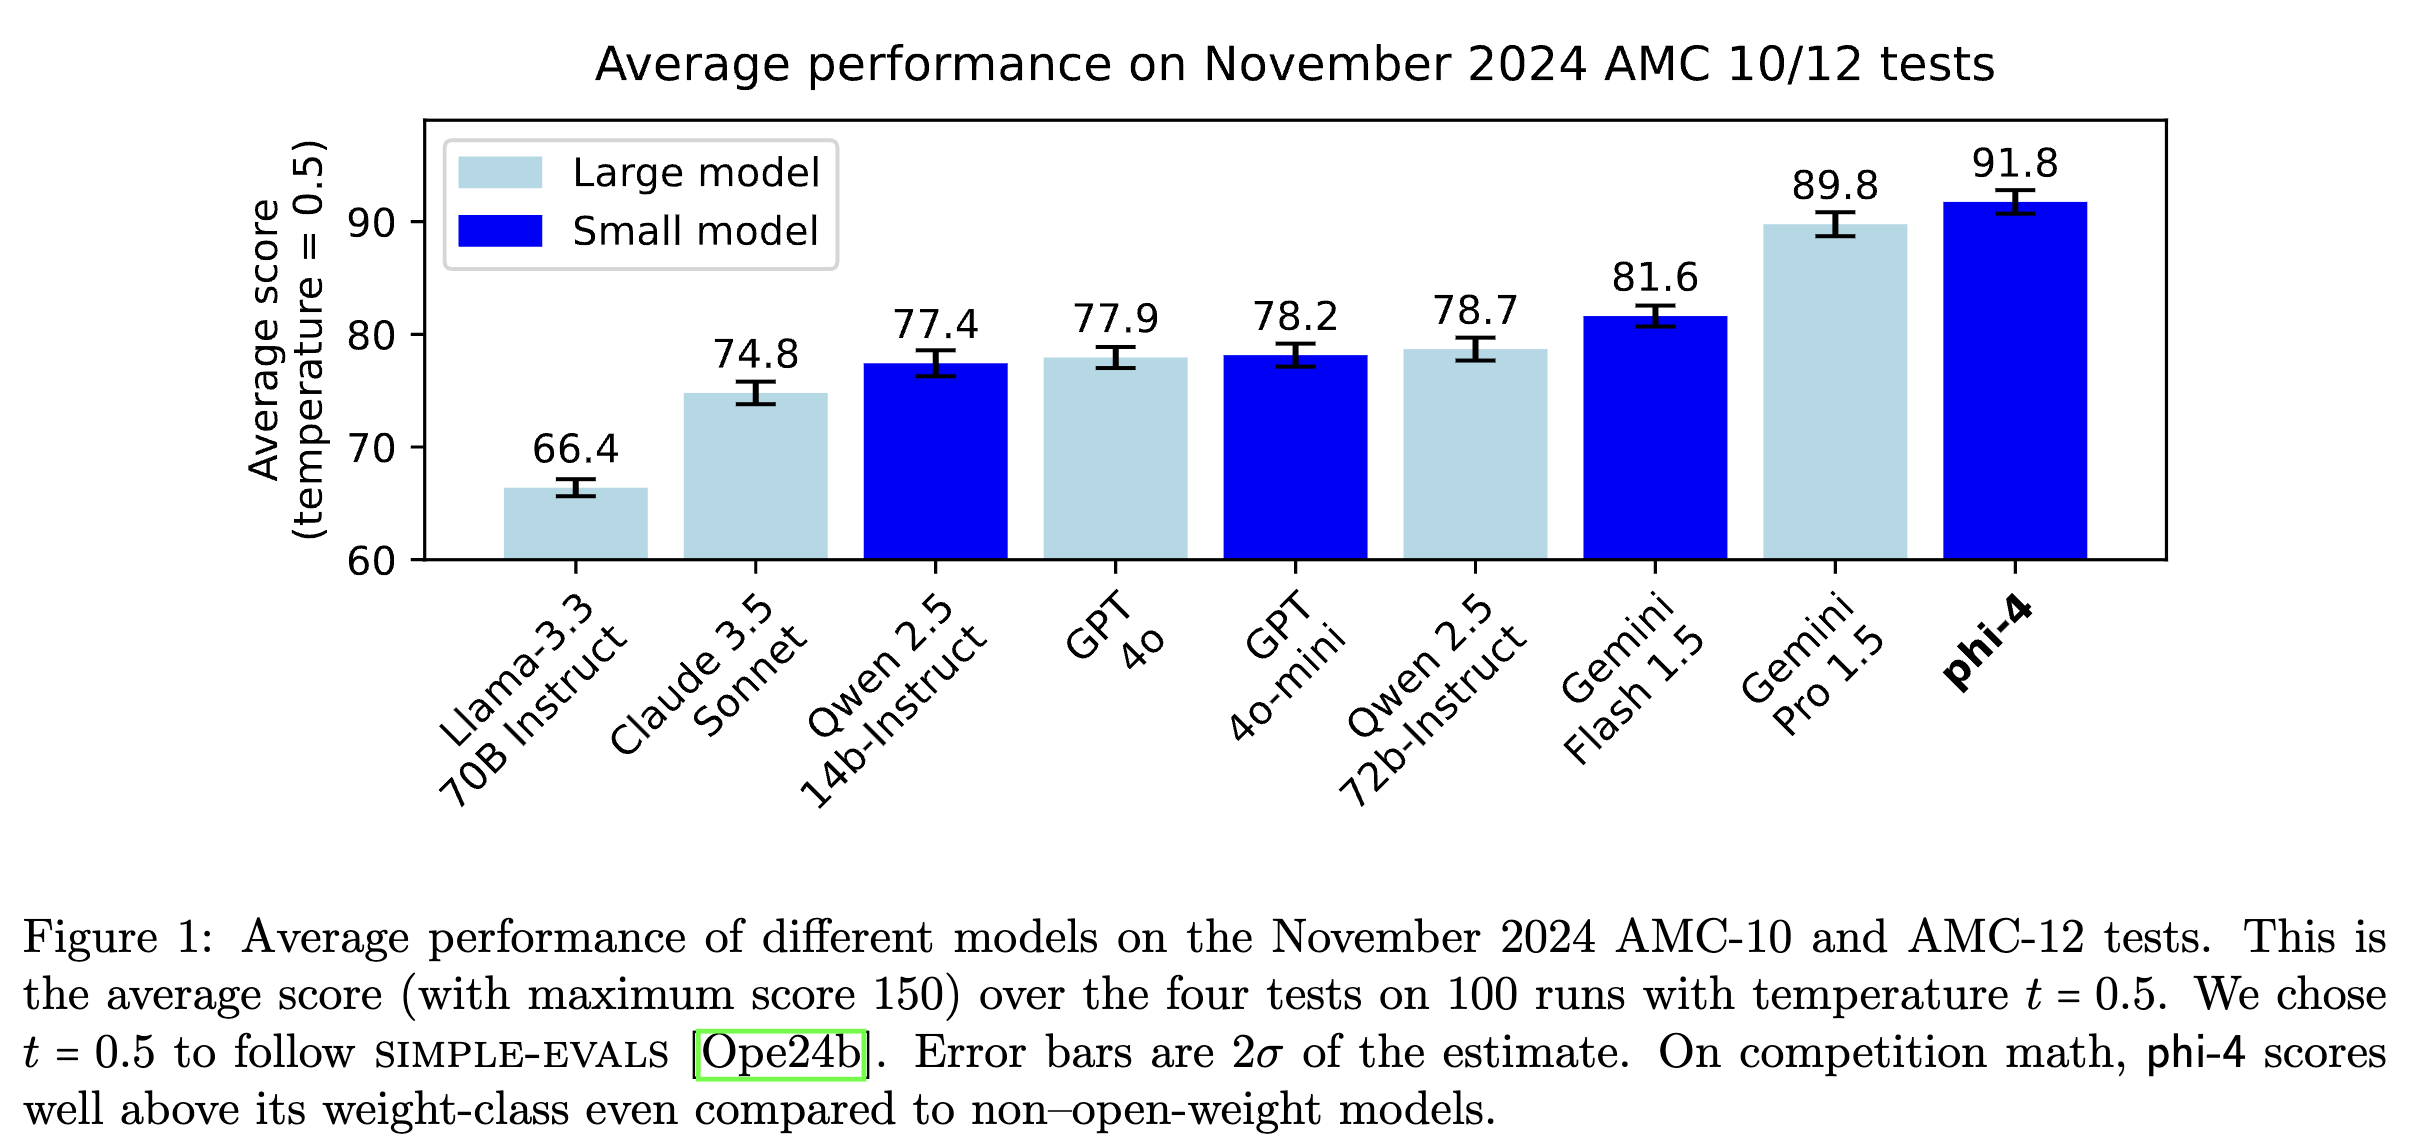 Average performance on November 2024 AMC 10/12 tests
Average score
(temperature = 0.5)
90
80
70
60
Large model
Small model
66.4
74.8
77.4
77.9
78.2
78.7
81.6
89.8
91.8
Llama-3.3
70B Instruct
Claude 3.5
Sonnet
Qwen 2.5
14b-Instruct
GPT
4o
GPT
4o-mini
Qwen 2.5
72b-Instruct
Gemini
Flash 1.5
Gemini
Pro 1.5
phi-4
Figure 1: Average performance of different models on the November 2024 AMC-10 and AMC-12 tests. This is
the average score (with maximum score 150) over the four tests on 100 runs with temperature t = 0.5. We chose
t = 0.5 to follow SIMPLE-EVALS [Ope24b]. Error bars are 2σ of the estimate. On competition math, phi-4 scores
well above its weight-class even compared to non–open-weight models.